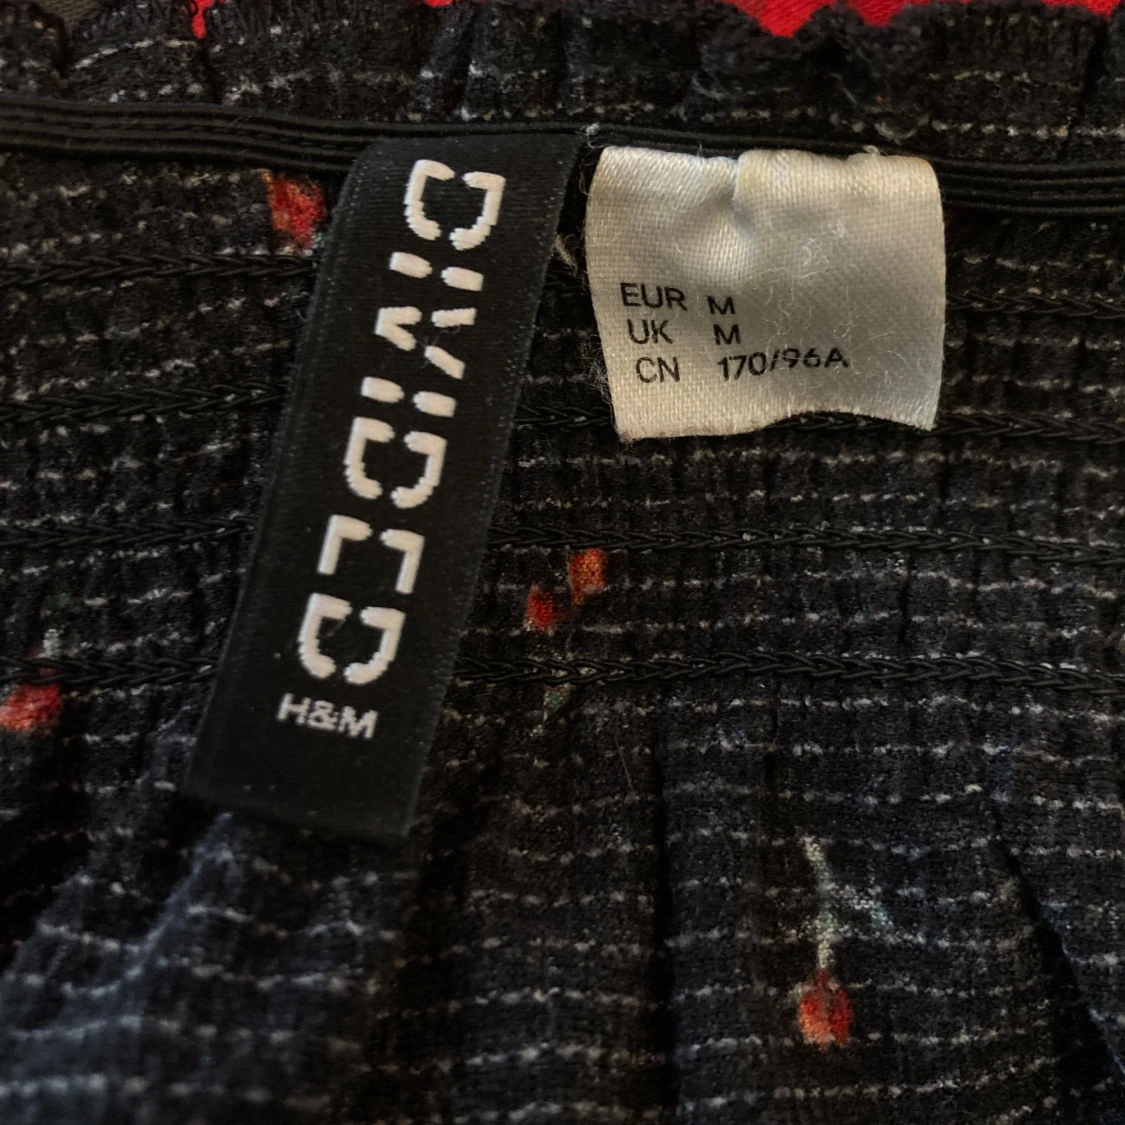 DIVIDED
H&M
EUR M
UK M
CN 170/96A